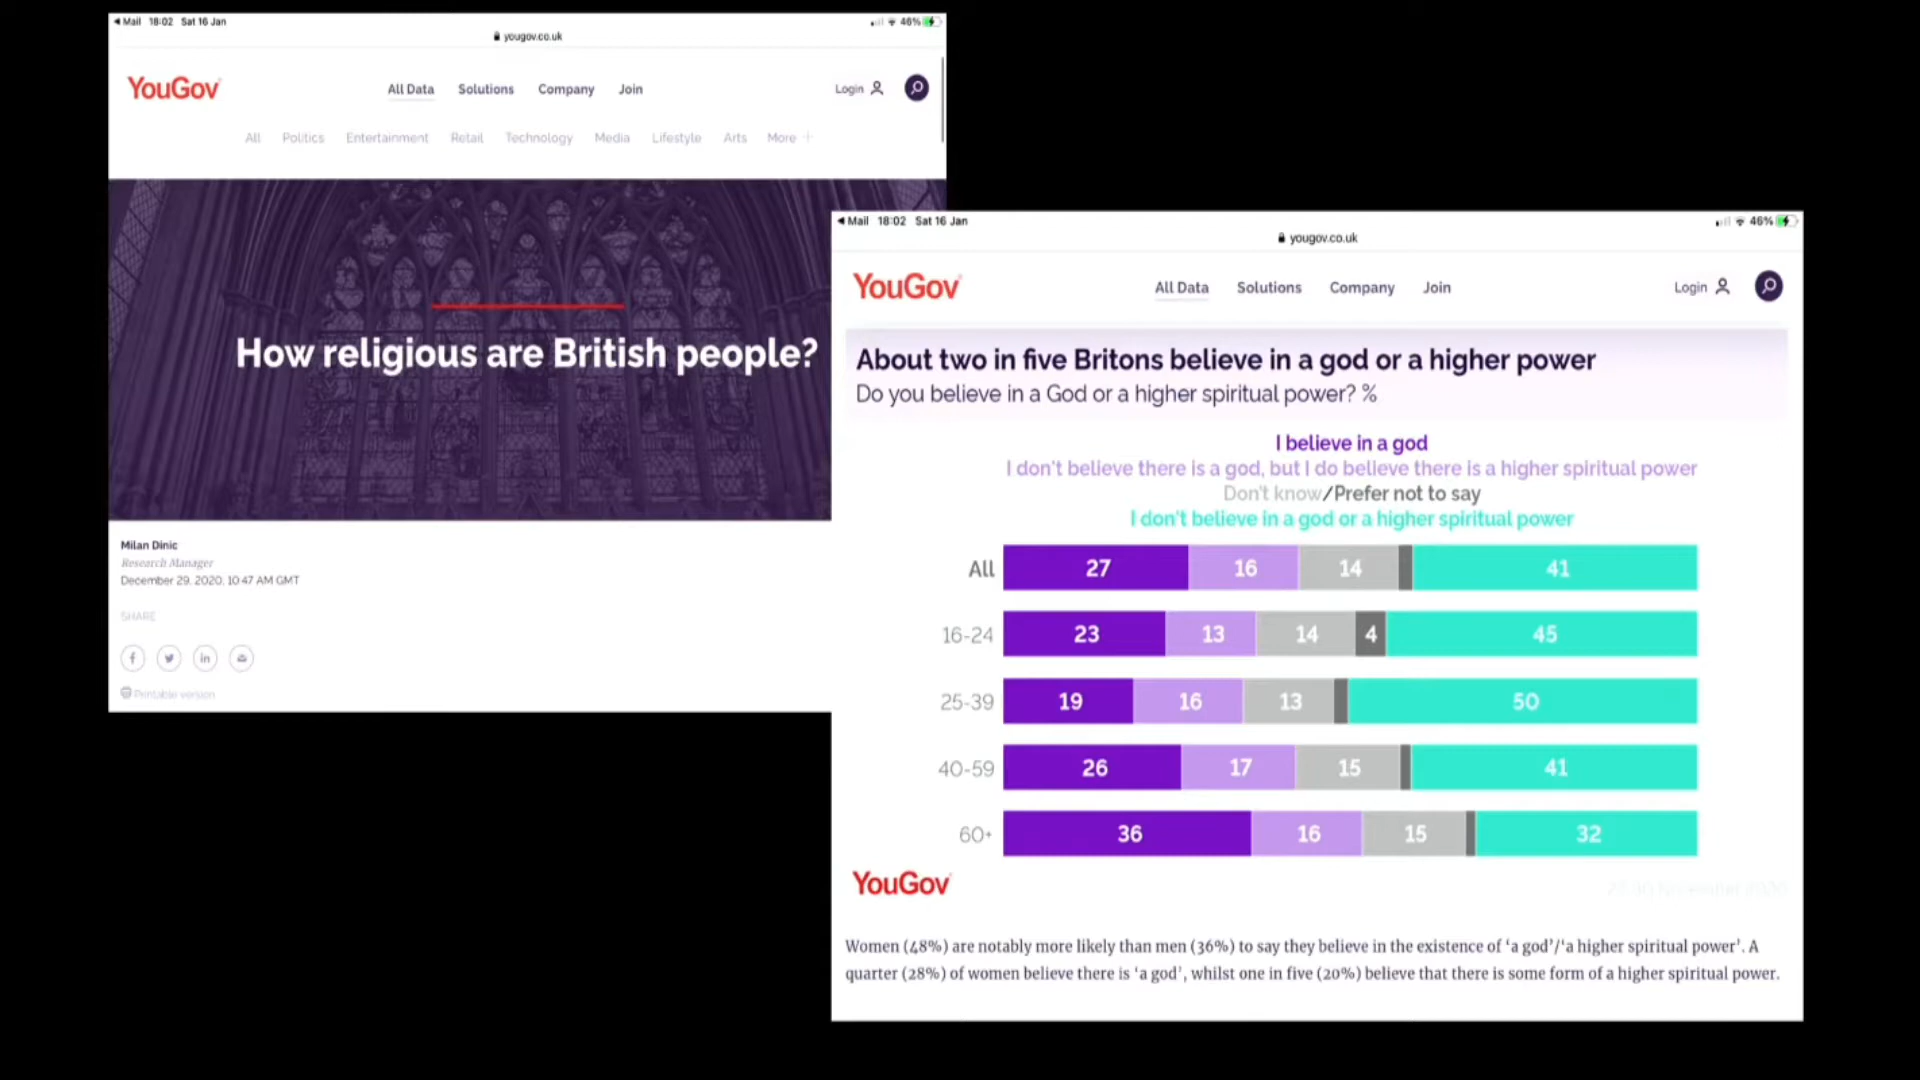 Mail 18:02 Sat 16 Jan 46%
yougov.co.uk
YouGov All Data Solutions Company Join Login
All Politics Entertainment Retail Technology Media Lifestyle Arts More
How religious are British people?
Milan Dinic
Research Manager
December 29, 2020, 10:47 AM GMT
SHARE
Printable version
Mail 18:02 Sat 16 Jan 46%
yougov.co.uk
YouGov All Data Solutions Company Join Login
About two in five Britons believe in a god or a higher power
Do you believe in a God or a higher spiritual power? %
I believe in a god
I don't believe there is a god, but I do believe there is a higher spiritual power
Don't know/Prefer not to say
I don't believe in a god or a higher spiritual power
All 27 16 14 41
16-24 23 13 14 4 45
25-39 19 16 13 50
40-59 26 17 15 41
60+ 36 16 15 32
YouGov
Women (48%) are notably more likely than men (36%) to say they believe in the existence of ‘a god’/‘a higher spiritual power’. A
quarter (28%) of women believe there is ‘a god’, whilst one in five (20%) believe that there is some form of a higher spiritual power.